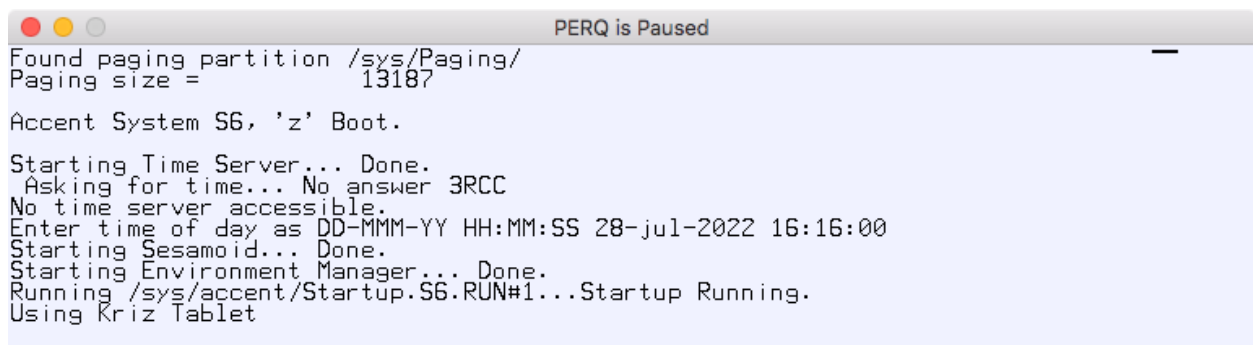 PERQ is Paused
Found paging partition /sys/Paging/
Paging size =              13187
Accent System S6, 'z' Boot.
Starting Time Server... Done.
 Asking for time... No answer 3RCC
No time server accessible.
Enter time of day as DD-MMM-YY HH:MM:SS 28-jul-2022 16:16:00
Starting Sesamoid... Done.
Starting Environment Manager... Done.
Running /sys/accent/Startup.S6.RUN#1...Startup Running.
Using Kriz Tablet